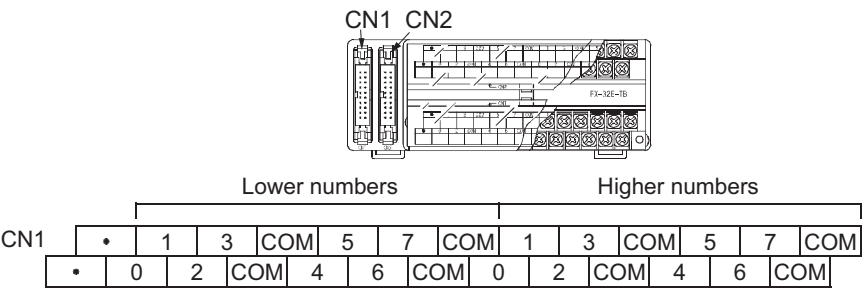 CN1 CN2
FX-32E-TB
Lower numbers Higher numbers
CN1 • 1 3 COM 5 7 COM 1 3 COM 5 7 COM
• 0 2 COM 4 6 COM 0 2 COM 4 6 COM